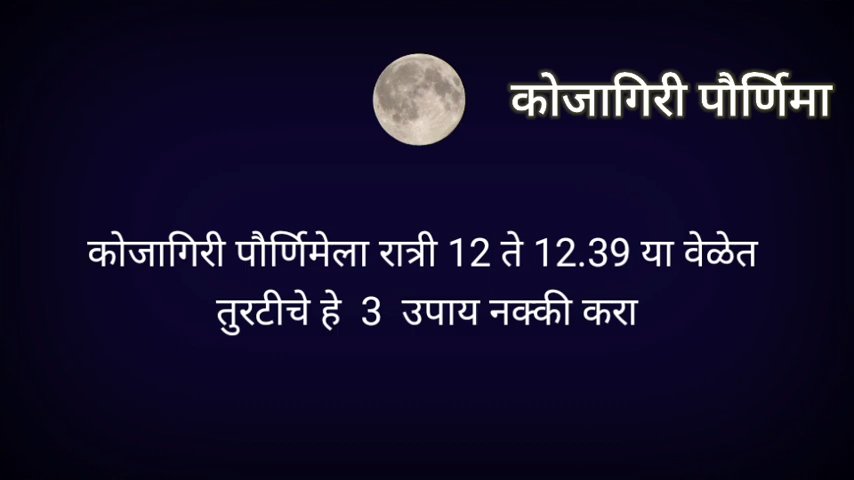 कोजागिरी पौर्णिमा
कोजागिरी पौर्णिमेला रात्री 12 ते 12.39 या वेळेत
तुरटीचे हे 3 उपाय नक्की करा